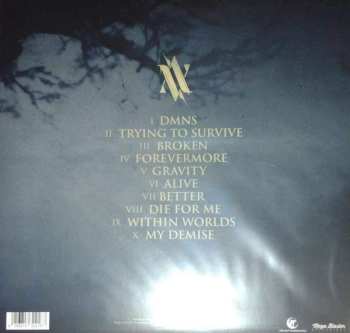 I DMNS
II TRYING TO SURVIVE
III BROKEN
IV FOREVERMORE
V GRAVITY
VI ALIVE
VII BETTER
VIII DIE FOR ME
IX WITHIN WORLDS
X MY DEMISE